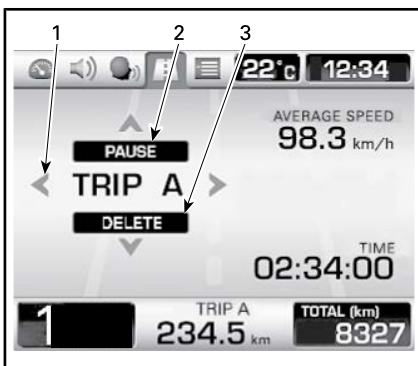 1 2 3
22°c 12:34
AVERAGE SPEED
98.3 km/h
PAUSE
TRIP A
DELETE
TIME
02:34:00
1
TRIP A
234.5 km
TOTAL (km)
8327